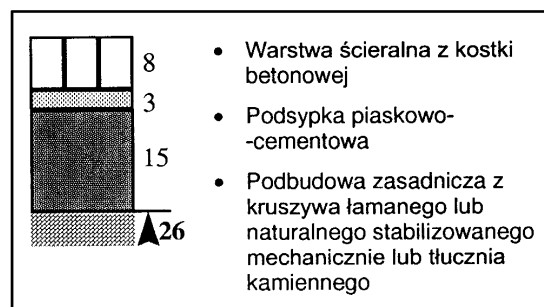 8
3
15
26
• Warstwa ścieralna z kostki
betonowej
• Podsypka piaskowo-
-cementowa
• Podbudowa zasadnicza z
kruszywa łamanego lub
naturalnego stabilizowanego
mechanicznie lub tłucznia
kamiennego